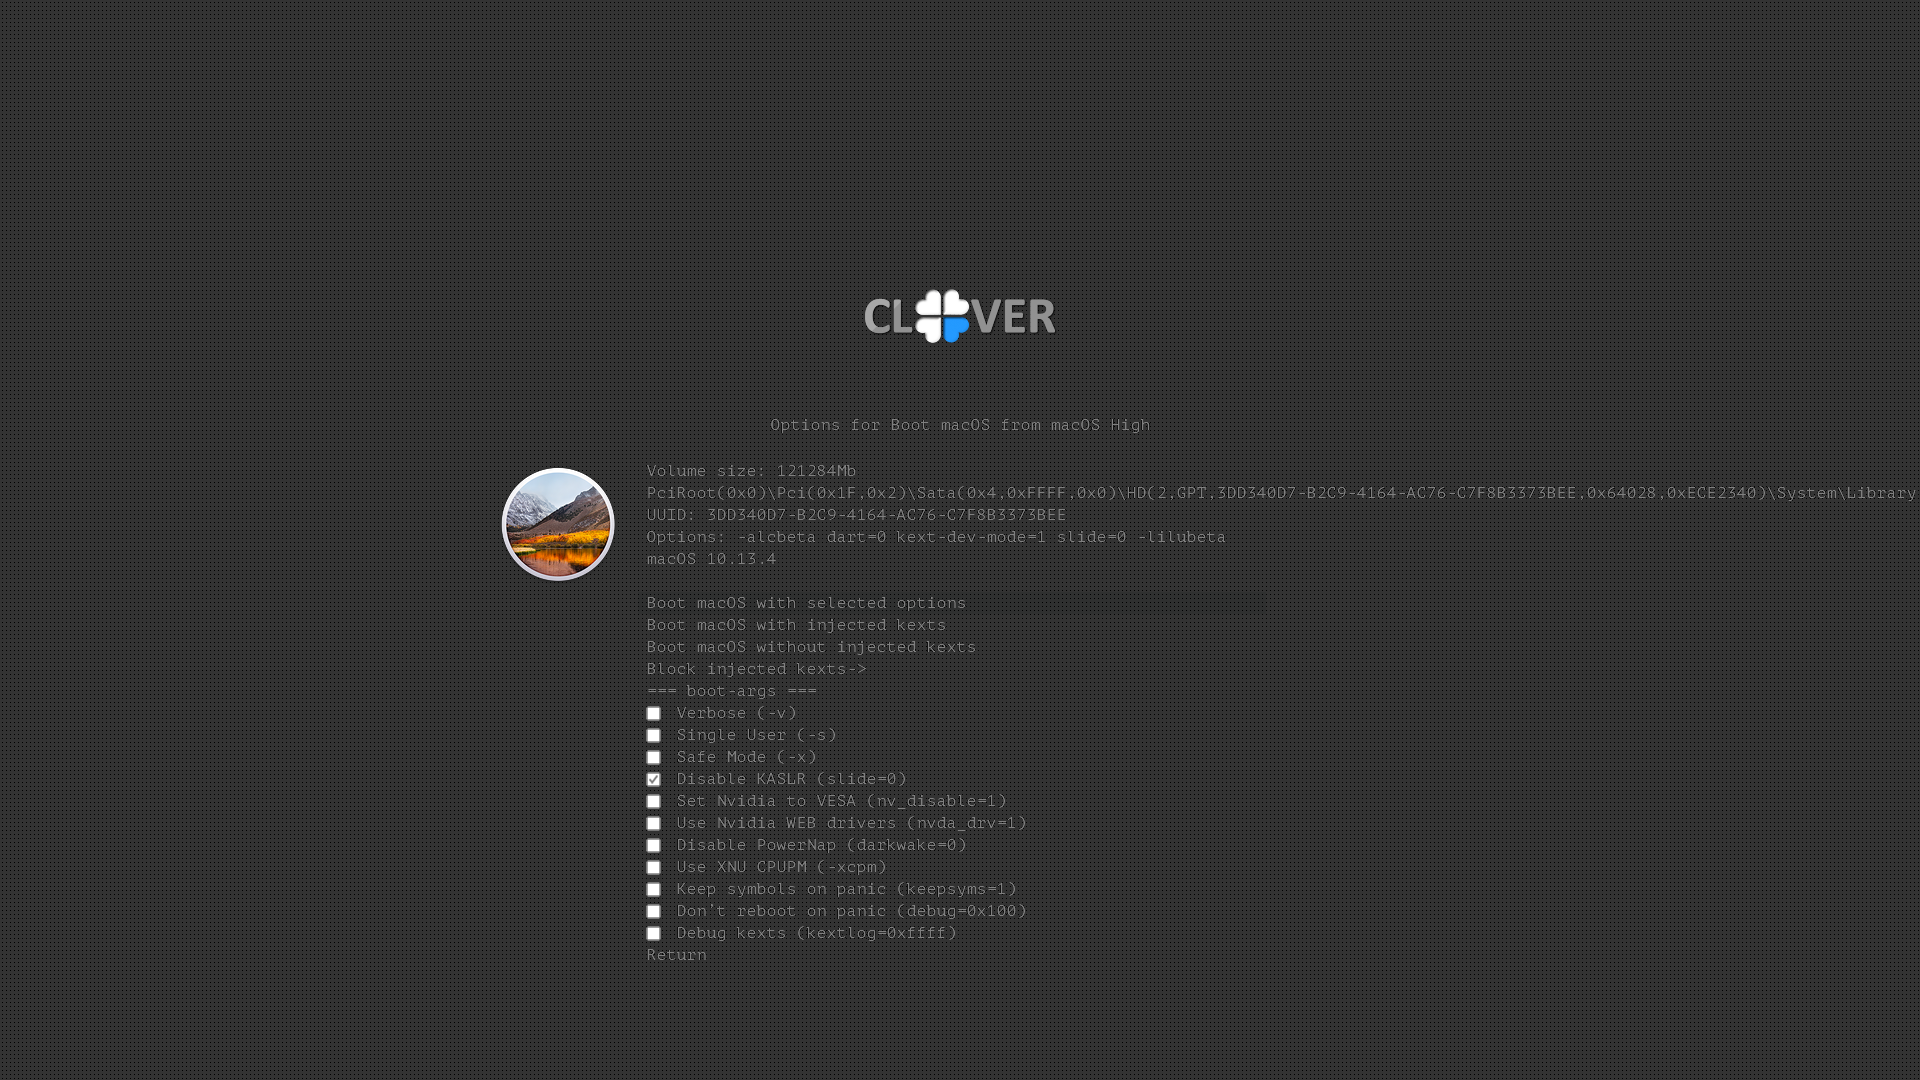 CLOVER
Options for Boot macOS from macOS High
Volume size: 121284Mb
PciRoot(0x0)\Pci(0x1F,0x2)\Sata(0x4,0xFFFF,0x0)\HD(2,GPT,3DD340D7-B2C9-4164-AC76-C7F8B3373BEE,0x64028,0xECE2340)\System\Library
UUID: 3DD340D7-B2C9-4164-AC76-C7F8B3373BEE
Options: -alcbeta dart=0 kext-dev-mode=1 slide=0 -lilubeta
macOS 10.13.4
Boot macOS with selected options
Boot macOS with injected kexts
Boot macOS without injected kexts
Block injected kexts->
=== boot-args ===
Verbose (-v)
Single User (-s)
Safe Mode (-x)
Disable KASLR (slide=0)
Set Nvidia to VESA (nv_disable=1)
Use Nvidia WEB drivers (nvda_drv=1)
Disable PowerNap (darkwake=0)
Use XNU CPUPM (-xcpm)
Keep symbols on panic (keepsyms=1)
Don't reboot on panic (debug=0x100)
Debug kexts (kextlog=0xffff)
Return